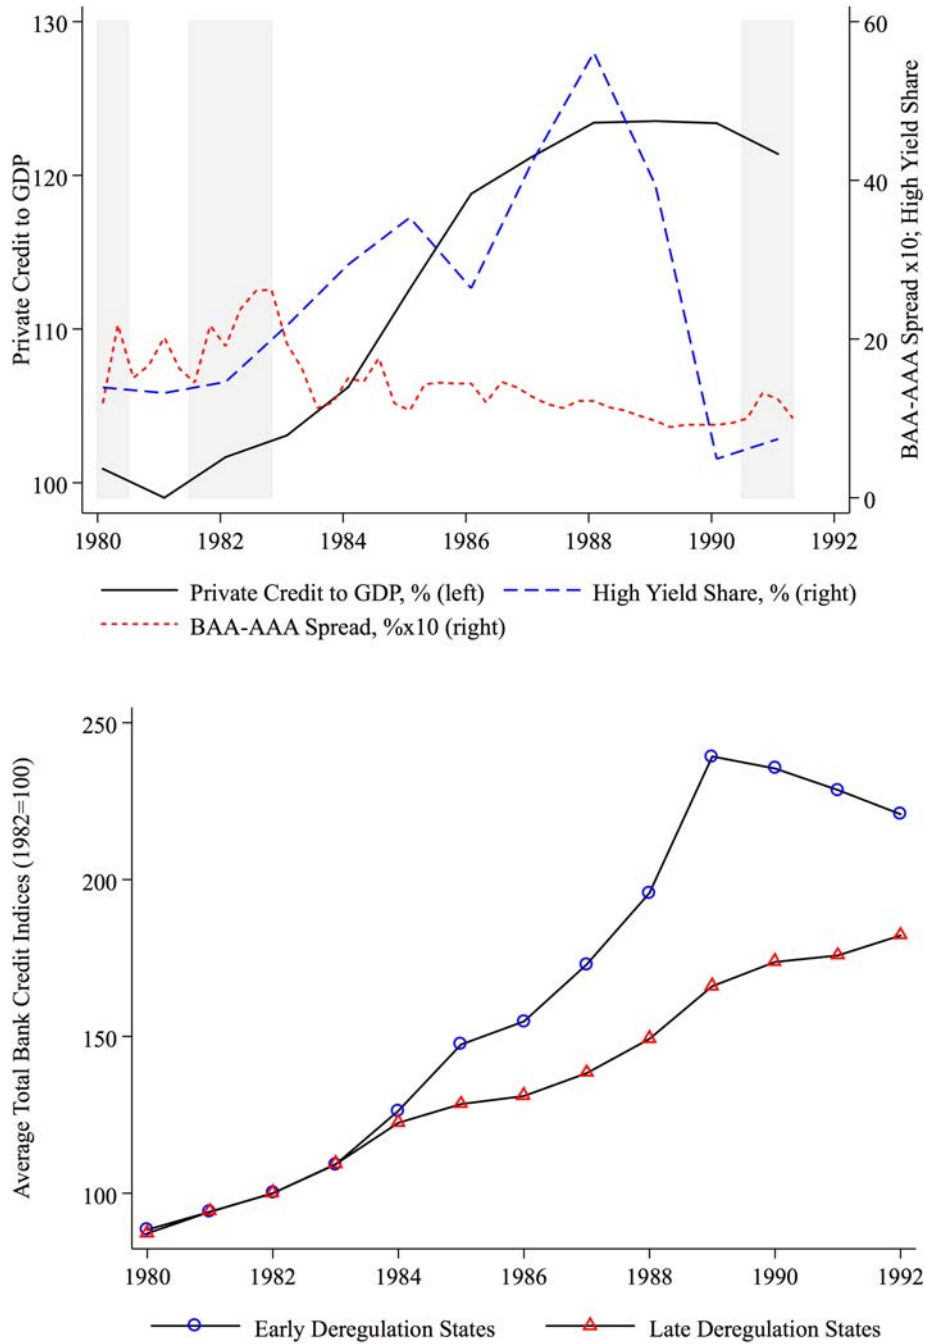 130
120
110
100
Private Credit to GDP
60
40
20
0
BAA-AAA Spread x10; High Yield Share
1980 1982 1984 1986 1988 1990 1992
Private Credit to GDP, % (left) High Yield Share, % (right)
BAA-AAA Spread, %x10 (right)
250
200
150
100
Average Total Bank Credit Indices (1982=100)
1980 1982 1984 1986 1988 1990 1992
Early Deregulation States Late Deregulation States